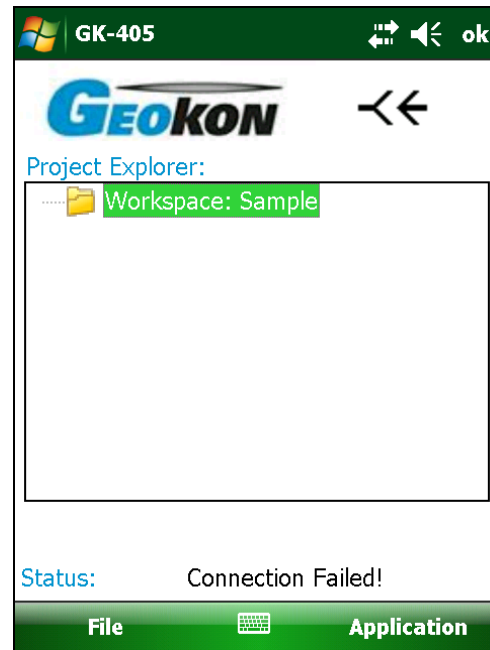 GK-405 ok
GEOKON
Project Explorer:
Workspace: Sample
Status: Connection Failed!
File Application